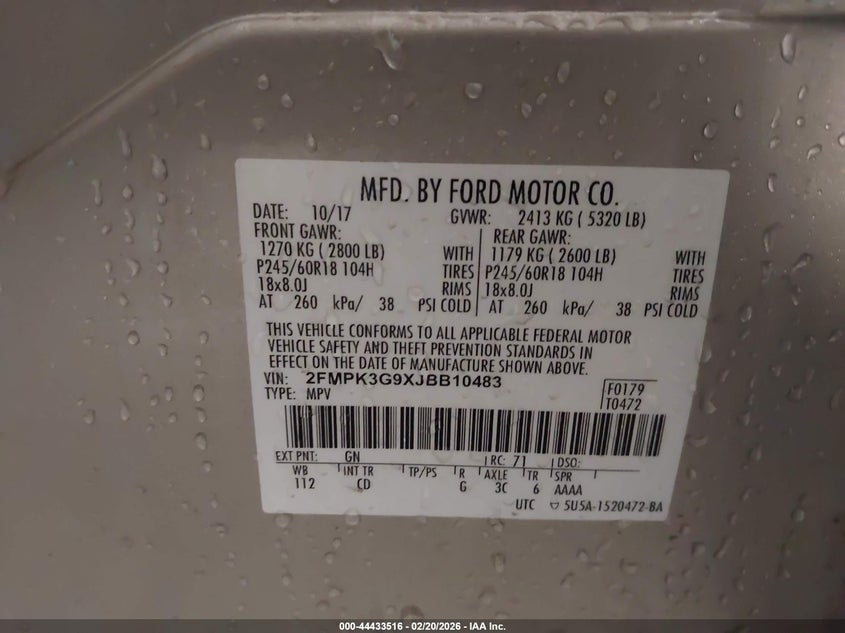 MFD. BY FORD MOTOR CO.
DATE: 10/17 GVWR: 2413 KG ( 5320 LB)
FRONT GAWR: REAR GAWR:
1270 KG ( 2800 LB) WITH 1179 KG ( 2600 LB) WITH
P245/60R18 104H TIRES P245/60R18 104H TIRES
18x8.0J RIMS 18x8.0J RIMS
AT 260 kPa/ 38 PSI COLD AT 260 kPa/ 38 PSI COLD
THIS VEHICLE CONFORMS TO ALL APPLICABLE FEDERAL MOTOR
VEHICLE SAFETY AND THEFT PREVENTION STANDARDS IN
EFFECT ON THE DATE OF MANUFACTURE SHOWN ABOVE.
VIN: 2FMPK3G9XJBB10483 F0179
TYPE: MPV T0472
EXT PNT: GN RC: 71 DSO:
WB INT TR TP/PS R AXLE TR SPR
112 CD G 3C 6 AAAA
UTC 5U5A-1520472-BA
000-44433516 - 02/20/2026 - IAA Inc.